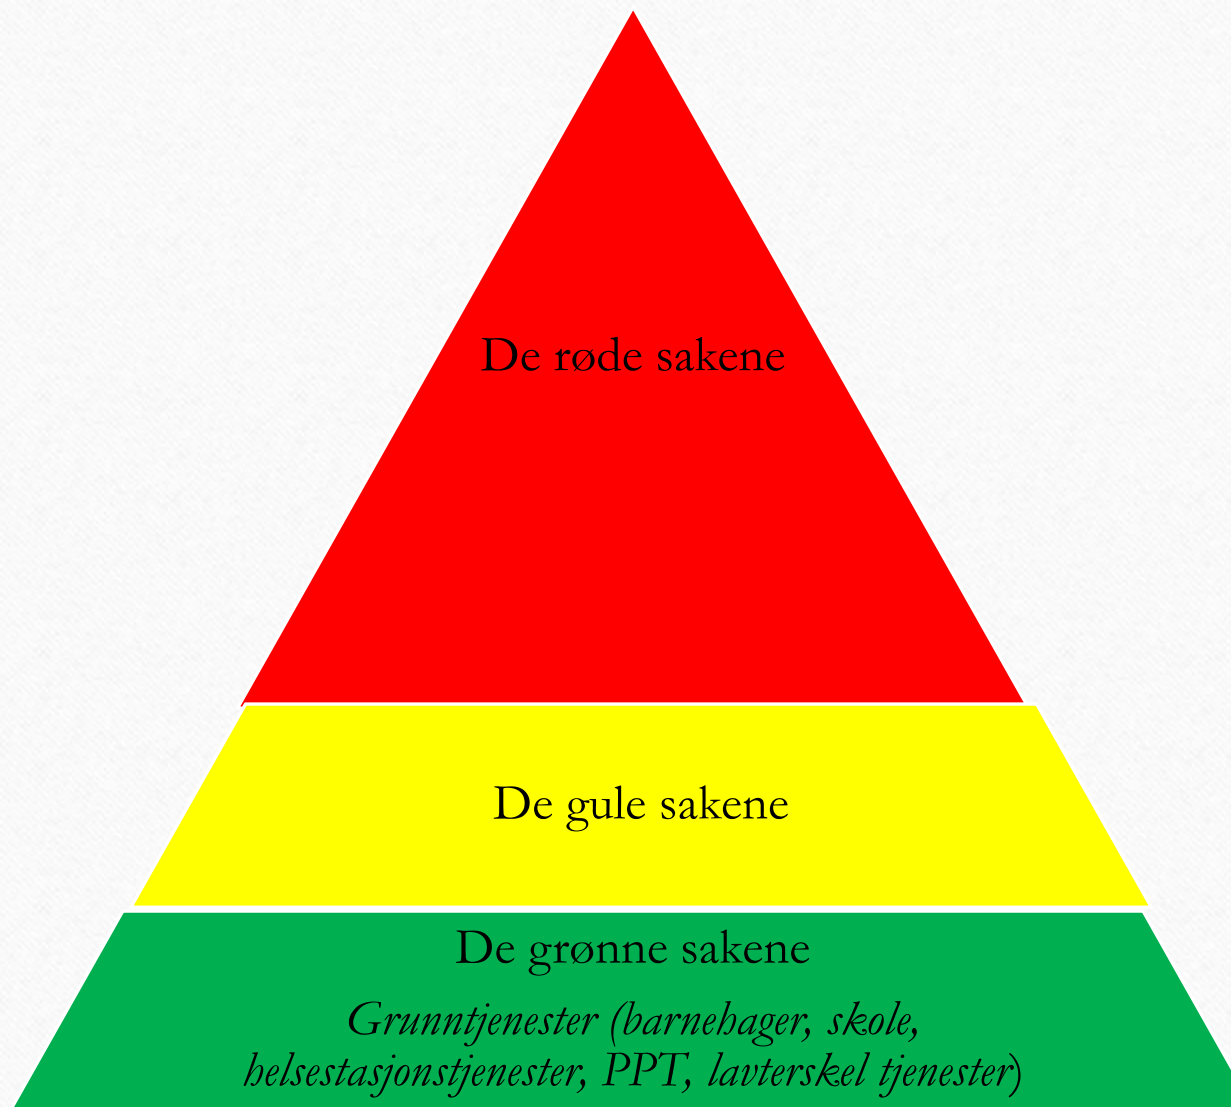 De røde sakene
De gule sakene
De grønne sakene
Grunntjenester (barnehager, skole,
helsestasjonstjenester, PPT, lavterskel tjenester)